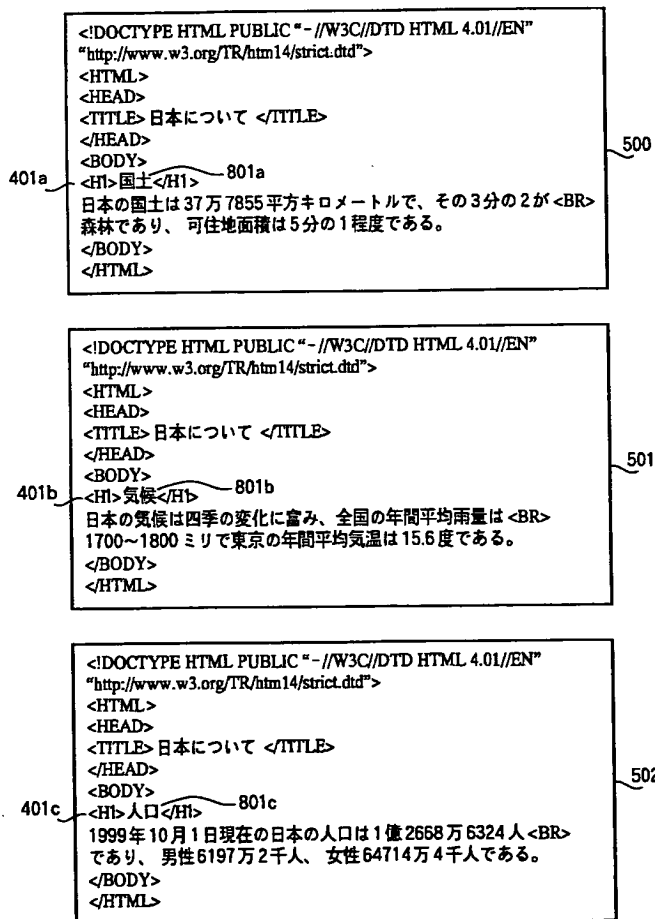 <!DOCTYPE HTML PUBLIC “-//W3C//DTD HTML 4.01//EN”
“http://www.w3.org/TR/htm14/strict.dtd”>
<HTML>
<HEAD>
<TITLE>日本について </TITLE>
</HEAD>
<BODY>
500
401a <H1>国土</H1> 801a
日本の国土は37万7855平方キロメートルで、その3分の2が<BR>
森林であり、 可住地面積は5分の1程度である。
</BODY>
</HTML>
<!DOCTYPE HTML PUBLIC “-//W3C//DTD HTML 4.01//EN”
“http://www.w3.org/TR/htm14/strict.dtd”>
<HTML>
<HEAD>
<TITLE>日本について </TITLE>
</HEAD>
<BODY>
501
401b <H1>気候</H1> 801b
日本の気候は四季の変化に富み、全国の年間平均雨量は<BR>
1700~1800ミリで東京の年間平均気温は15.6度である。
</BODY>
</HTML>
<!DOCTYPE HTML PUBLIC “-//W3C//DTD HTML 4.01//EN”
“http://www.w3.org/TR/htm14/strict.dtd”>
<HTML>
<HEAD>
<TITLE>日本について </TITLE>
</HEAD>
<BODY>
502
401c <H1>人口</H1> 801c
1999年10月1日現在の日本の人口は1億2668万6324人<BR>
であり、 男性6197万2千人、 女性64714万4千人である。
</BODY>
</HTML>